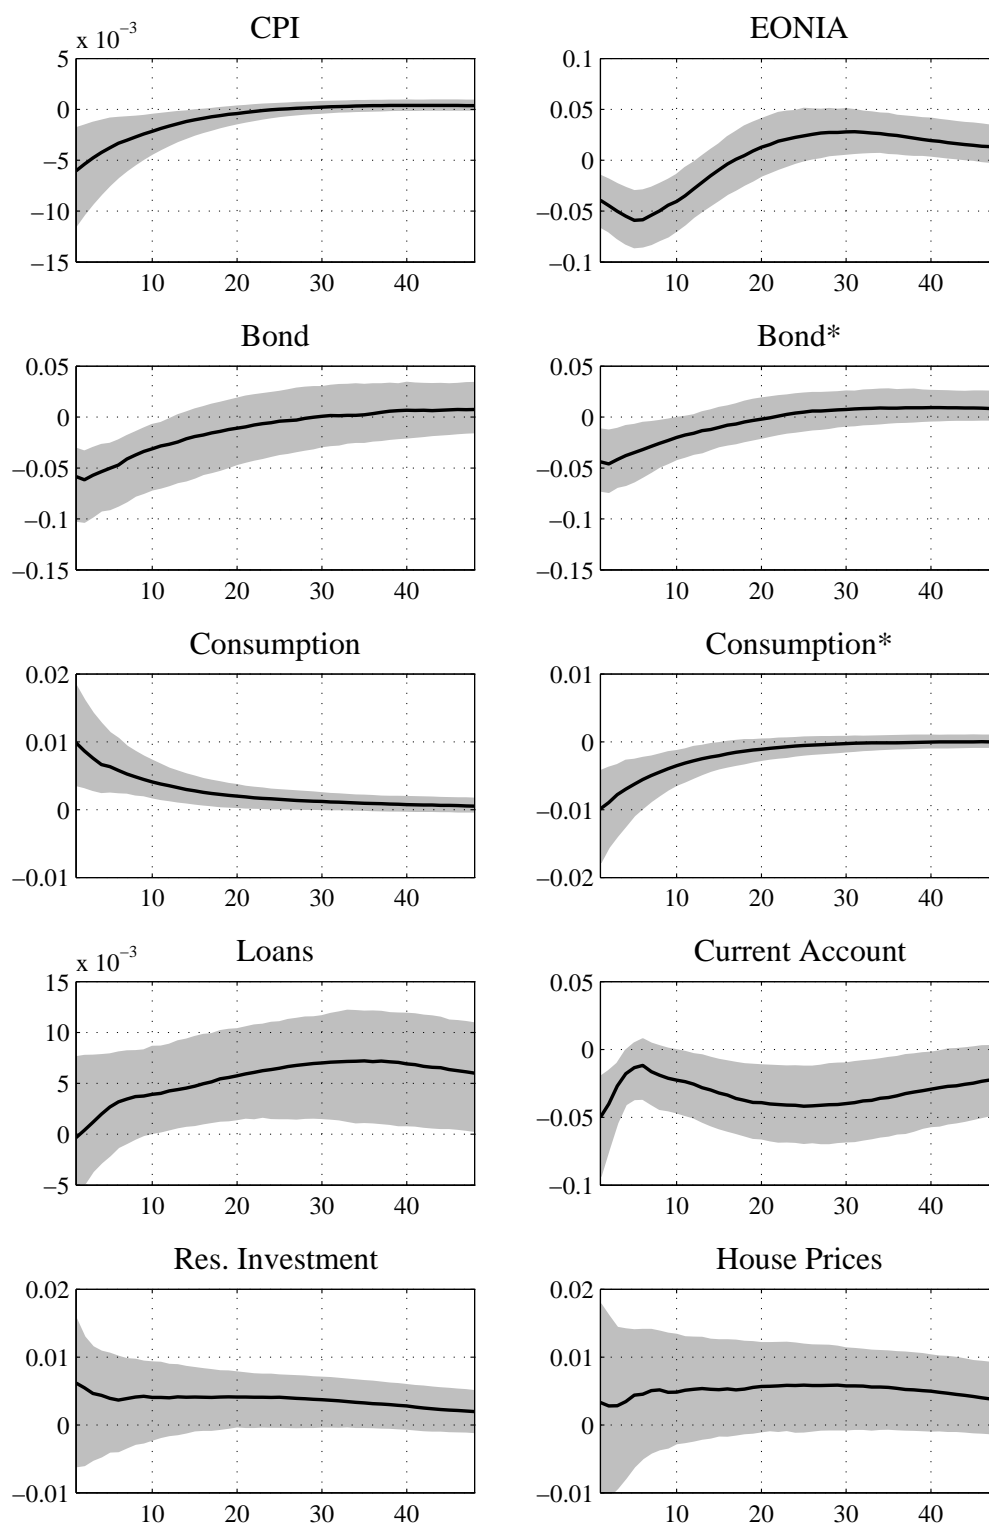 CPI
x 10⁻³
5
0
−5
−10
−15
10 20 30 40
EONIA
0.1
0.05
0
−0.05
−0.1
10 20 30 40
Bond
0.05
0
−0.05
−0.1
−0.15
10 20 30 40
Bond*
0.05
0
−0.05
−0.1
−0.15
10 20 30 40
Consumption
0.02
0.01
0
−0.01
10 20 30 40
Consumption*
0.01
0
−0.01
−0.02
10 20 30 40
Loans
x 10⁻³
15
10
5
0
−5
10 20 30 40
Current Account
0.05
0
−0.05
−0.1
10 20 30 40
Res. Investment
0.02
0.01
0
−0.01
10 20 30 40
House Prices
0.02
0.01
0
−0.01
10 20 30 40